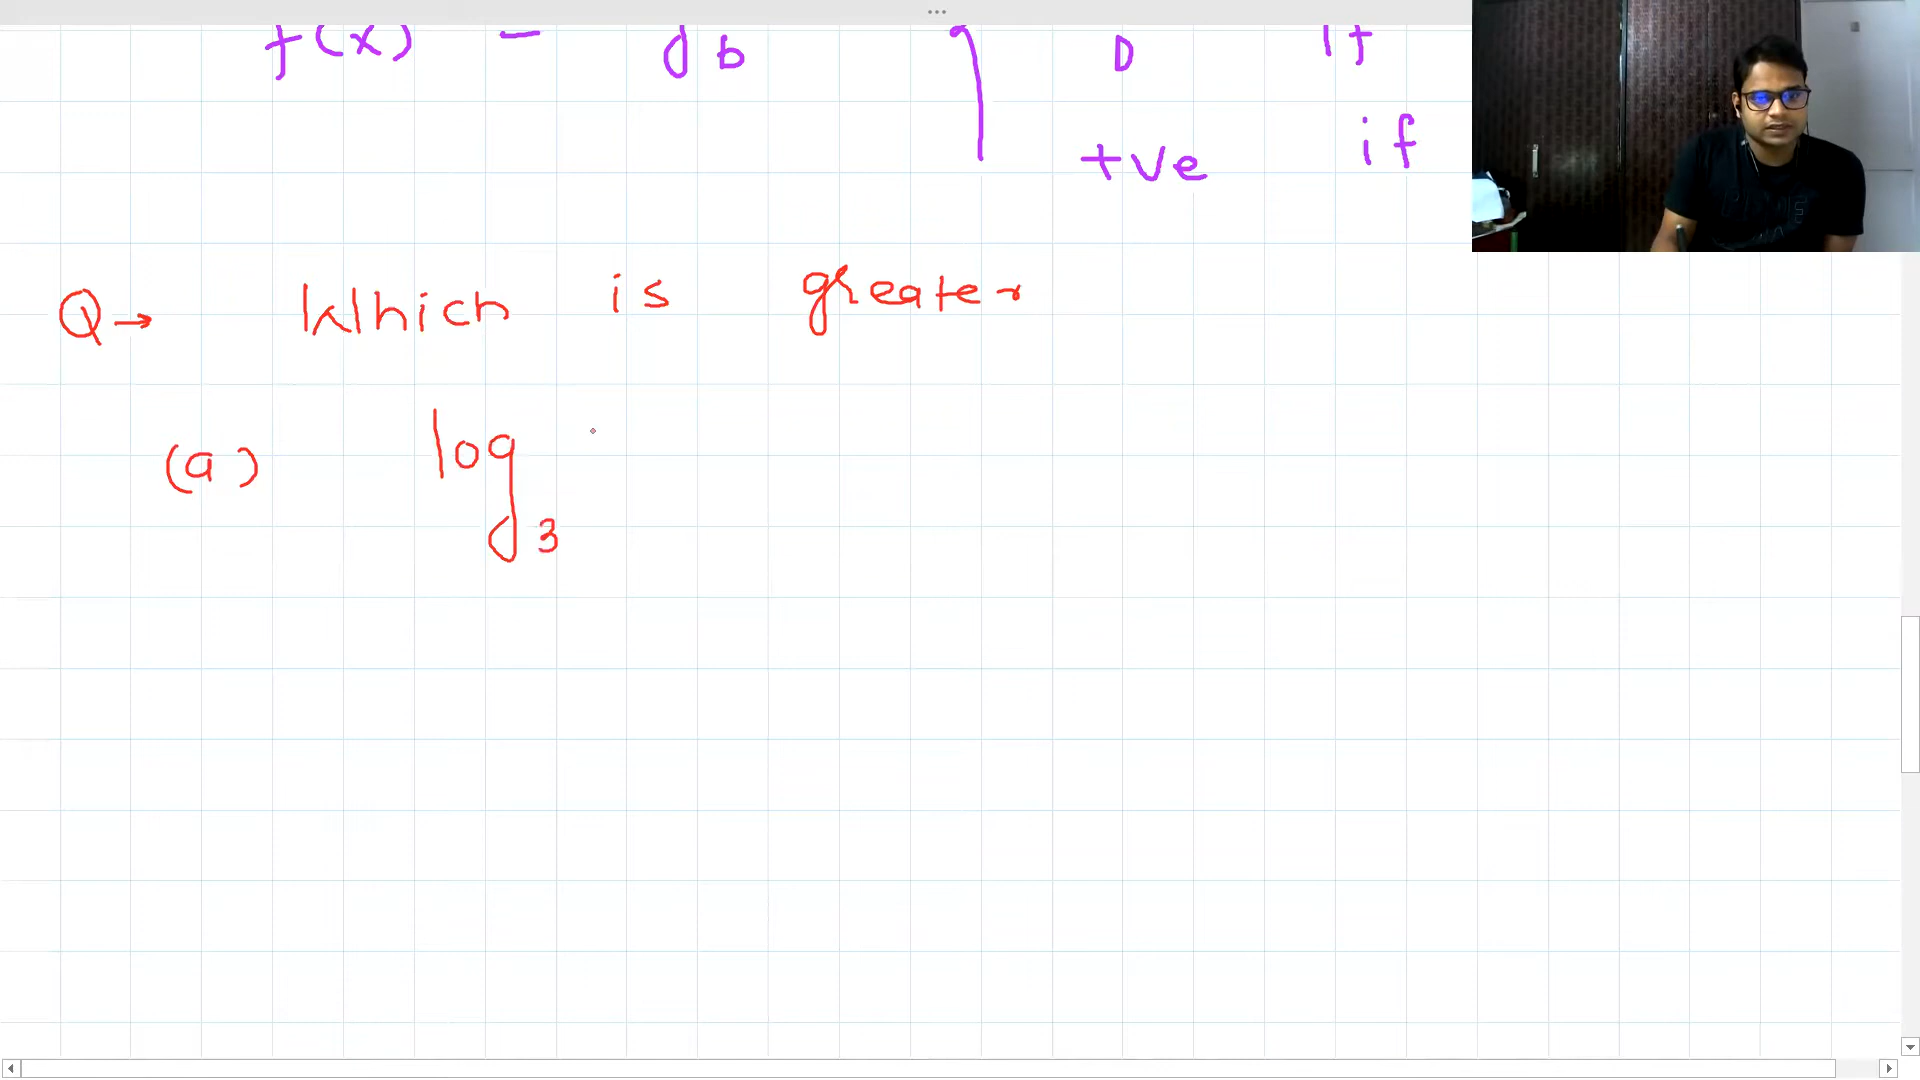 f(x) = g b 0 if
+ve if
Q→ Which is greater
(a) log 3